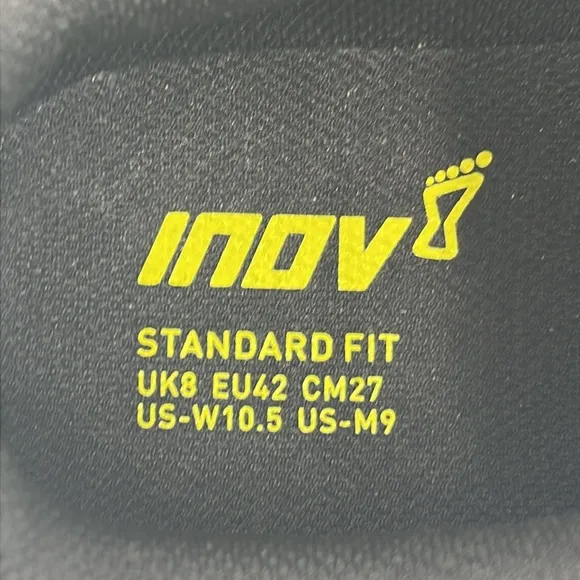 INOV8
STANDARD FIT
UK8 EU42 CM27
US-W10.5 US-M9